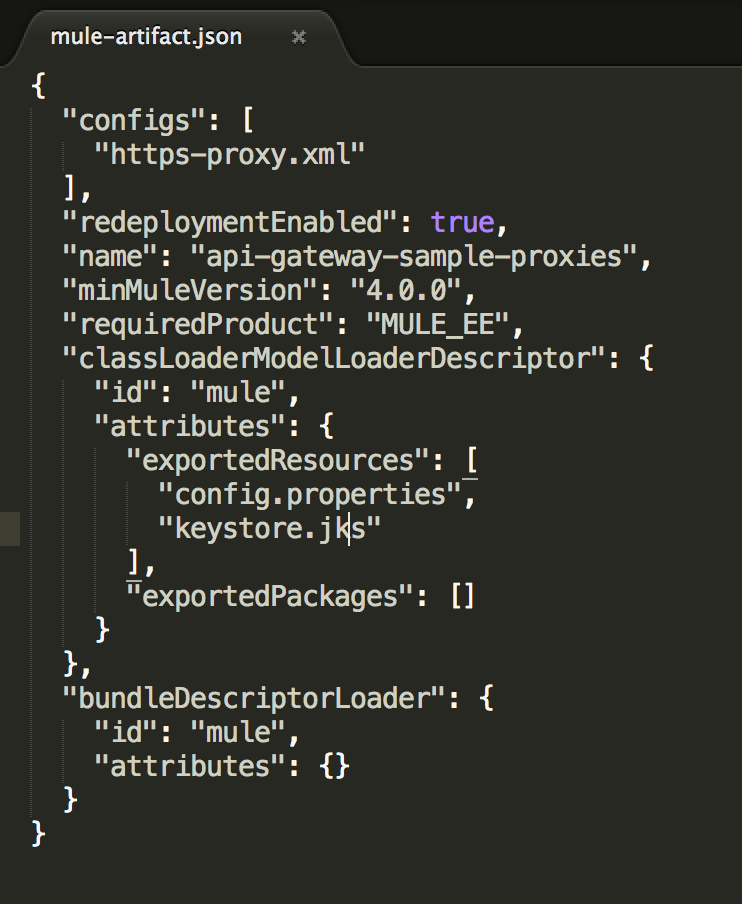 mule-artifact.json ×
{
"configs": [
"https-proxy.xml"
],
"redeploymentEnabled": true,
"name": "api-gateway-sample-proxies",
"minMuleVersion": "4.0.0",
"requiredProduct": "MULE_EE",
"classLoaderModelLoaderDescriptor": {
"id": "mule",
"attributes": {
"exportedResources": [
"config.properties",
"keystore.jks"
],
"exportedPackages": []
}
},
"bundleDescriptorLoader": {
"id": "mule",
"attributes": {}
}
}